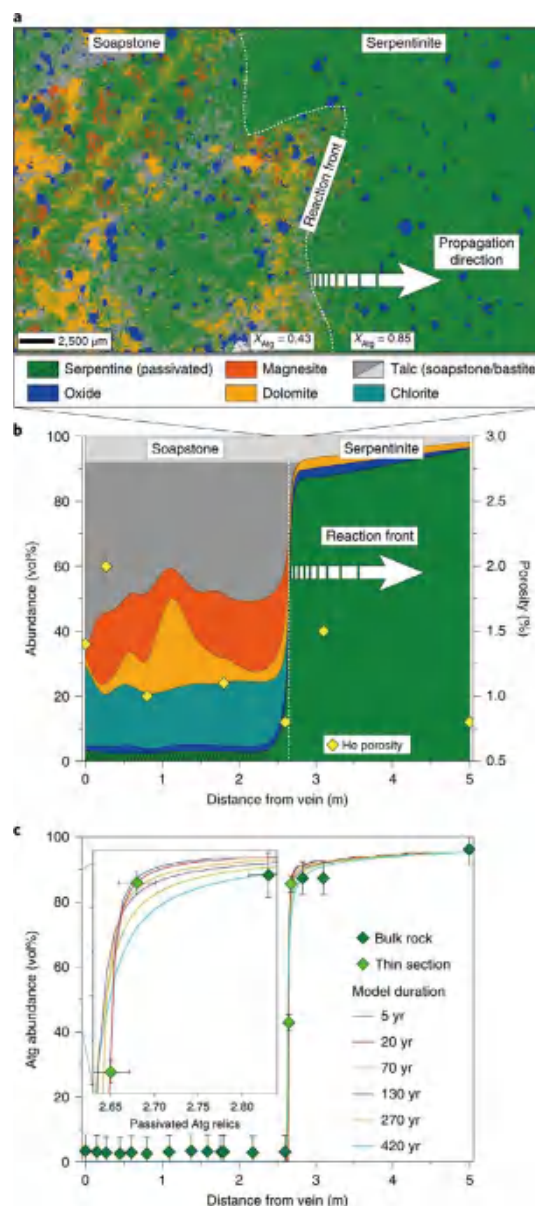 a
Soapstone
Serpentinite
Reaction front
Propagation
direction
2,500 μm
XAtg = 0.43
XAtg = 0.85
Serpentine (passivated)
Magnesite
Talc (soapstone/bastite
Oxide
Dolomite
Chlorite
b
Soapstone
Serpentinite
Reaction front
He porosity
Abundance (vol%)
100
80
60
40
20
0
Porosity (%)
3.0
2.5
2.0
1.5
1.0
0.5
0 1 2 3 4 5
Distance from vein (m)
c
Atg abundance (vol%)
100
80
60
40
20
0
2.65 2.70 2.75 2.80
Passivated Atg relics
Bulk rock
Thin section
Model duration
5 yr
20 yr
70 yr
130 yr
270 yr
420 yr
0 1 2 3 4 5
Distance from vein (m)